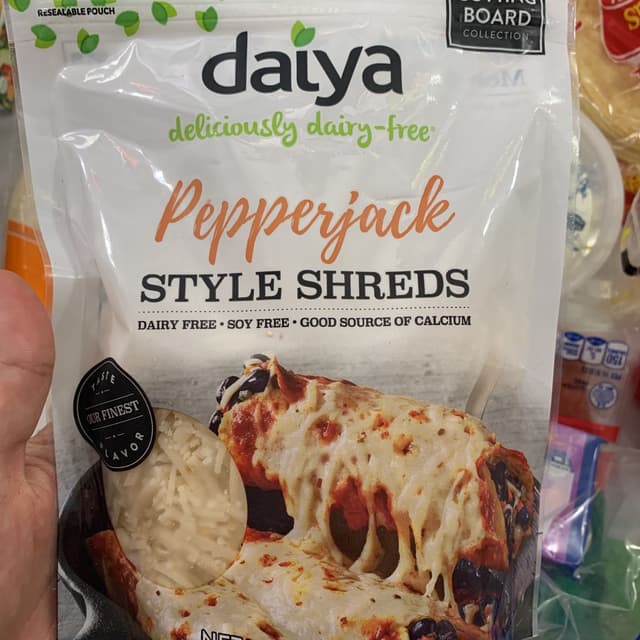 RESEALABLE POUCH
BOARD
COLLECTION
daiya
deliciously dairy-free
Pepperjack
STYLE SHREDS
DAIRY FREE • SOY FREE • GOOD SOURCE OF CALCIUM
TASTE
OUR FINEST